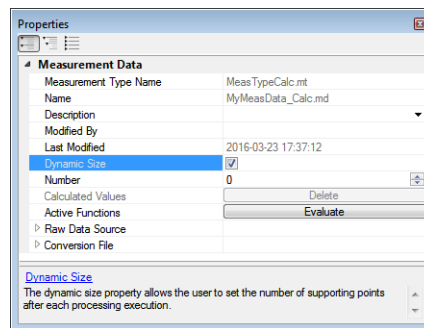 Properties
Measurement Data
Measurement Type Name MeasTypeCalc.mt
Name MyMeasData_Calc.md
Description
Modified By
Last Modified 2016-03-23 17:37:12
Dynamic Size
Number 0
Calculated Values Delete
Active Functions Evaluate
Raw Data Source
Conversion File
Dynamic Size
The dynamic size property allows the user to set the number of supporting points
after each processing execution.